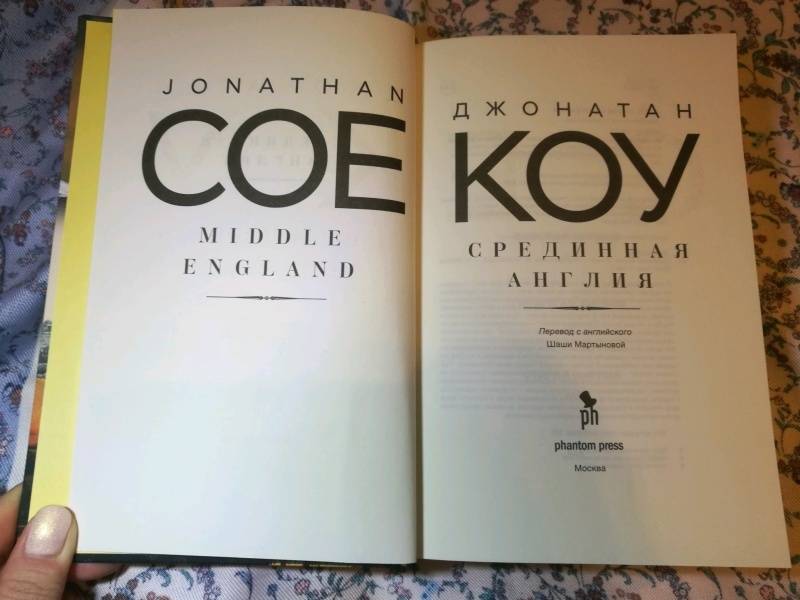 JONATHAN
COE
MIDDLE
ENGLAND
ДЖОНАТАН
КОУ
СРЕДИННАЯ
АНГЛИЯ
Перевод с английского
Шаши Мартыновой
ph
phantom press
Москва